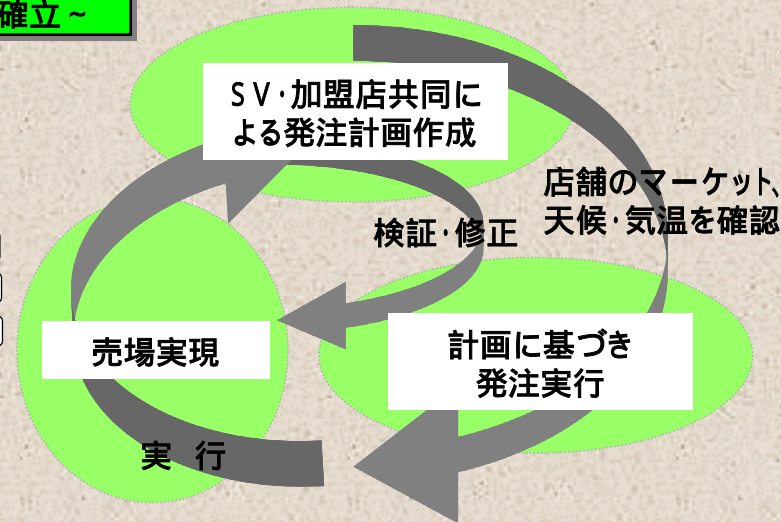 確立～
ＳＶ・加盟店共同に
よる発注計画作成
店舗のマーケット、
天候・気温を確認
検証・修正
計画に基づき
発注実行
売場実現
実　行